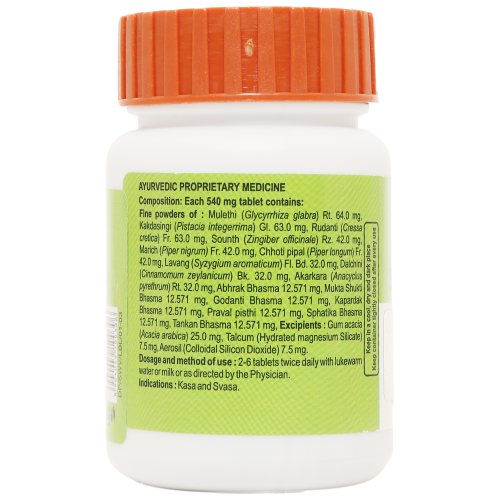 AYURVEDIC PROPRIETARY MEDICINE
Composition: Each 540 mg tablet contains:
Fine powders of : Mulethi (Glycyrrhiza glabra) Rt. 64.0 mg,
Kakdasingi (Pistacia integerrima) Gl. 63.0 mg, Rudanti (Cressa
cretica) Fr. 63.0 mg, Sounth (Zingiber officinale) Rz. 42.0 mg,
Marich (Piper nigrum) Fr. 42.0 mg, Chhoti pipal (Piper longum) Fr.
42.0 mg, Lavang (Syzygium aromaticum) Fl. Bd. 32.0 mg, Dalchini
(Cinnamomum zeylanicum) Bk. 32.0 mg, Akarkara (Anacyclus
pyrethrum) Rt. 32.0 mg, Abhrak Bhasma 12.571 mg, Mukta Shukti
Bhasma 12.571 mg, Godanti Bhasma 12.571 mg, Kapardak
Bhasma 12.571 mg, Praval pisthi 12.571 mg, Sphatika Bhasma
12.571 mg, Tankan Bhasma 12.571 mg. Excipients : Gum acacia
(Acacia arabica) 25.0 mg, Talcum (Hydrated magnesium Silicate)
7.5 mg, Aerosil (Colloidal Silicon Dioxide) 7.5 mg.
Dosage and method of use : 2-6 tablets twice daily with lukewarm
water or milk or as directed by the Physician.
Indications : Kasa and Svasa.
Keep in a cool, dry and dark place
Keep container tightly closed after every use